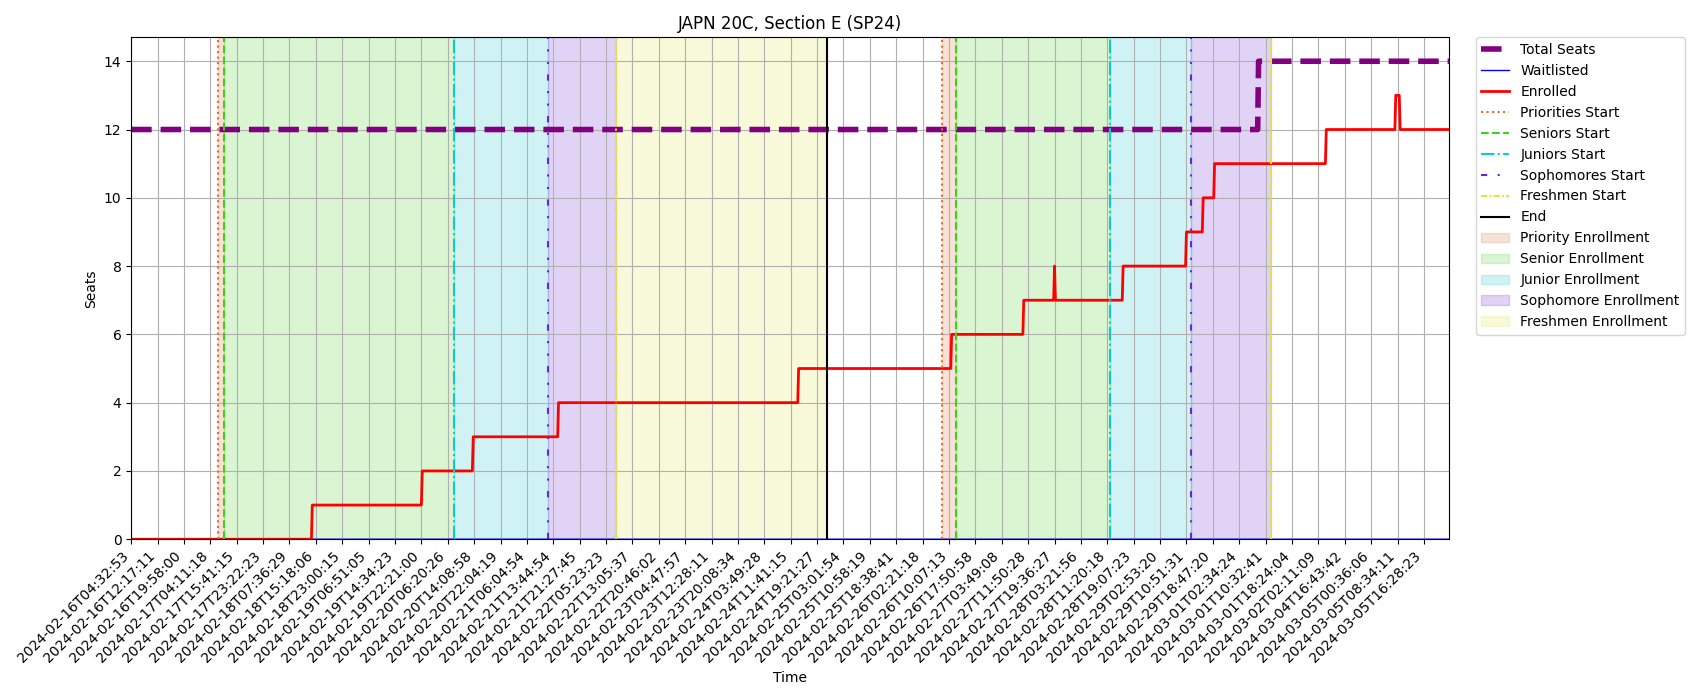 JAPN 20C, Section E (SP24)
Seats
14
12
10
8
6
4
2
0
2024-02-16T04:32:53
2024-02-16T12:17:11
2024-02-16T19:58:00
2024-02-17T04:11:18
2024-02-17T15:41:15
2024-02-17T23:22:23
2024-02-18T07:36:29
2024-02-18T15:18:06
2024-02-18T23:00:15
2024-02-19T06:51:05
2024-02-19T14:34:23
2024-02-19T22:21:00
2024-02-20T06:20:26
2024-02-20T14:08:58
2024-02-20T22:04:19
2024-02-21T06:04:54
2024-02-21T13:44:54
2024-02-21T21:27:45
2024-02-22T05:23:23
2024-02-22T13:05:37
2024-02-22T20:46:02
2024-02-23T04:47:57
2024-02-23T12:28:11
2024-02-23T20:08:34
2024-02-24T03:49:28
2024-02-24T11:41:15
2024-02-24T19:21:27
2024-02-25T03:01:54
2024-02-25T10:58:19
2024-02-25T18:38:41
2024-02-26T02:21:18
2024-02-26T10:07:13
2024-02-26T17:50:58
2024-02-27T03:49:08
2024-02-27T11:50:28
2024-02-27T19:36:27
2024-02-28T03:21:56
2024-02-28T11:20:18
2024-02-28T19:07:23
2024-02-29T02:53:20
2024-02-29T10:51:31
2024-02-29T18:47:20
2024-03-01T02:34:24
2024-03-01T10:32:41
2024-03-01T18:24:04
2024-03-02T02:11:09
2024-03-04T16:43:42
2024-03-05T00:36:06
2024-03-05T08:34:11
2024-03-05T16:28:23
Time
Total Seats
Waitlisted
Enrolled
Priorities Start
Seniors Start
Juniors Start
Sophomores Start
Freshmen Start
End
Priority Enrollment
Senior Enrollment
Junior Enrollment
Sophomore Enrollment
Freshmen Enrollment